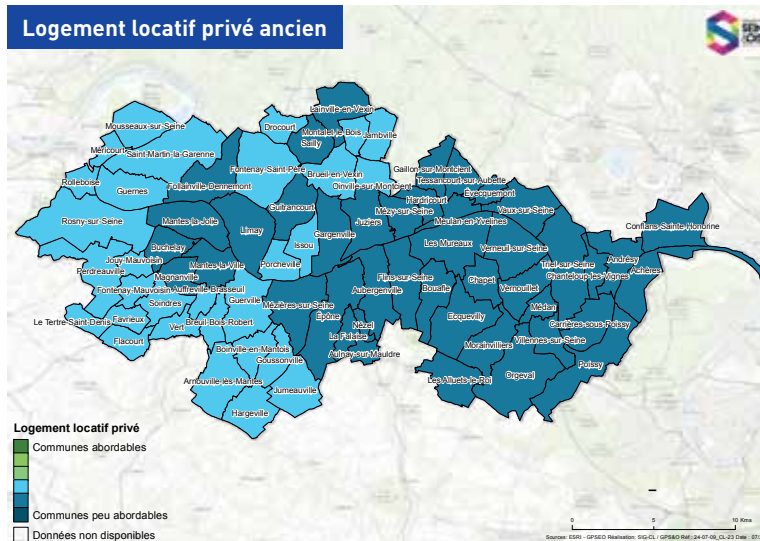 Logement locatif privé ancien
Lainville-en-Vexin
Mousseaux-sur-Seine
Drocourt
Montalet-le-Bois
Jambville
Sailly
Méricourt
Saint-Martin-la-Garenne
Fontenay-Saint-Père
Brueil-en-Vexin
Gaillon-sur-Montcient
Tessancourt-sur-Aubette
Rolleboise
Guernes
Follainville-Dennemont
Oinville-sur-Montcient
Évecquemont
Hardricourt
Guitrancourt
Mézy-sur-Seine
Vaux-sur-Seine
Rosny-sur-Seine
Mantes-la-Jolie
Juziers
Meulan-en-Yvelines
Conflans-Sainte-Honorine
Limay
Gargenville
Buchelay
Issou
Les Mureaux
Verneuil-sur-Seine
Andrésy
Jouy-Mauvoisin
Mantes-la-Ville
Porcheville
Triel-sur-Seine
Achères
Perdreauville
Magnanville
Flins-sur-Seine
Chapet
Chanteloup-les-Vignes
Fontenay-Mauvoisin
Auffreville-Brasseuil
Aubergenville
Bouafle
Vernouillet
Soindres
Guerville
Mézières-sur-Seine
Médan
Le Tertre-Saint-Denis
Favrieux
Vert
Breuil-Bois-Robert
Épône
Nézel
Ecquevilly
Carrières-sous-Poissy
Flacourt
La Falaise
Villennes-sur-Seine
Boinville-en-Mantois
Aulnay-sur-Mauldre
Morainvilliers
Goussonville
Poissy
Arnouville-lès-Mantes
Jumeauville
Les Alluets-le-Roi
Orgeval
Hargeville
Logement locatif privé
Communes abordables
Communes peu abordables
Données non disponibles
0 5 10 Kms